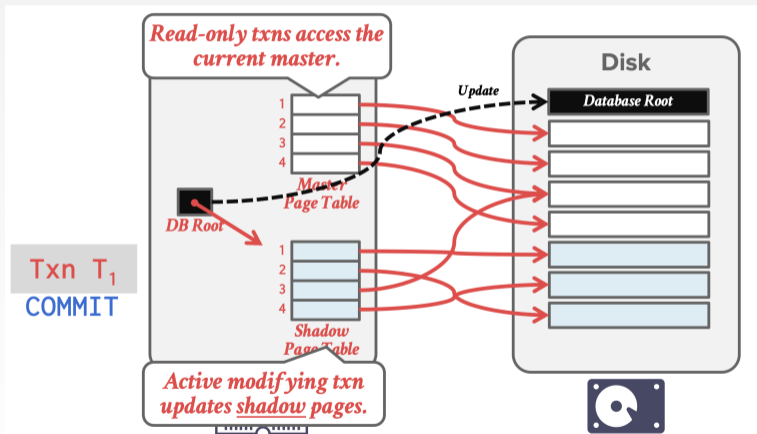 Read-only txns access the
current master.
Disk
Update
Database Root
1
2
3
4
Master
Page Table
DB Root
Txn T₁
COMMIT
1
2
3
4
Shadow
Page Table
Active modifying txn
updates shadow pages.